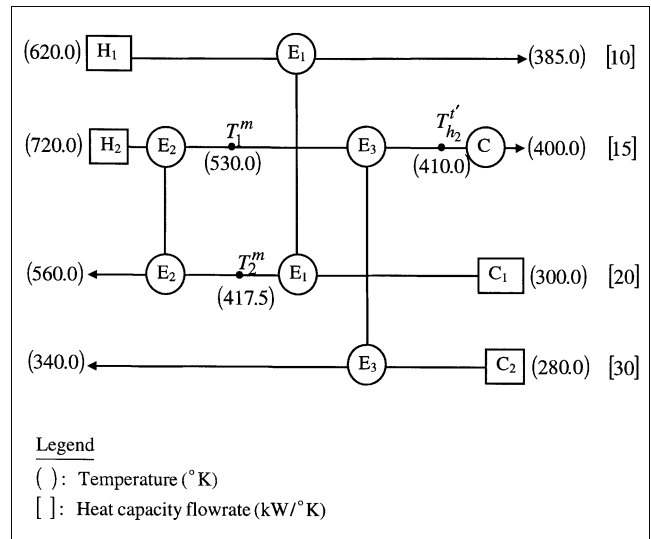 (620.0) H1 E1 (385.0) [10]
T1^m Th2^t'
(720.0) H2 E2 E3 C (400.0) [15]
(530.0) (410.0)
T2^m
(560.0) E2 E1 C1 (300.0) [20]
(417.5)
(340.0) E3 C2 (280.0) [30]
Legend
( ): Temperature (°K)
[ ]: Heat capacity flowrate (kW/°K)